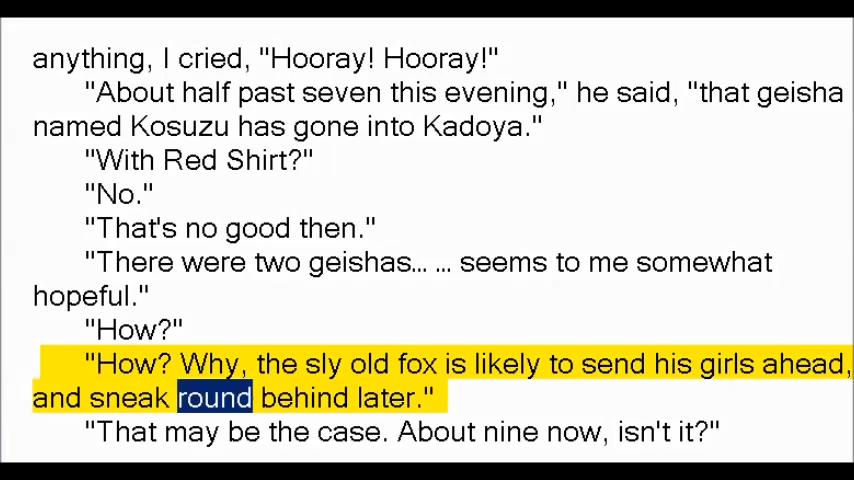 anything, I cried, "Hooray! Hooray!"
"About half past seven this evening," he said, "that geisha
named Kosuzu has gone into Kadoya."
"With Red Shirt?"
"No."
"That's no good then."
"There were two geishas... ... seems to me somewhat
hopeful."
"How?"
"How? Why, the sly old fox is likely to send his girls ahead,
and sneak round behind later."
"That may be the case. About nine now, isn't it?"